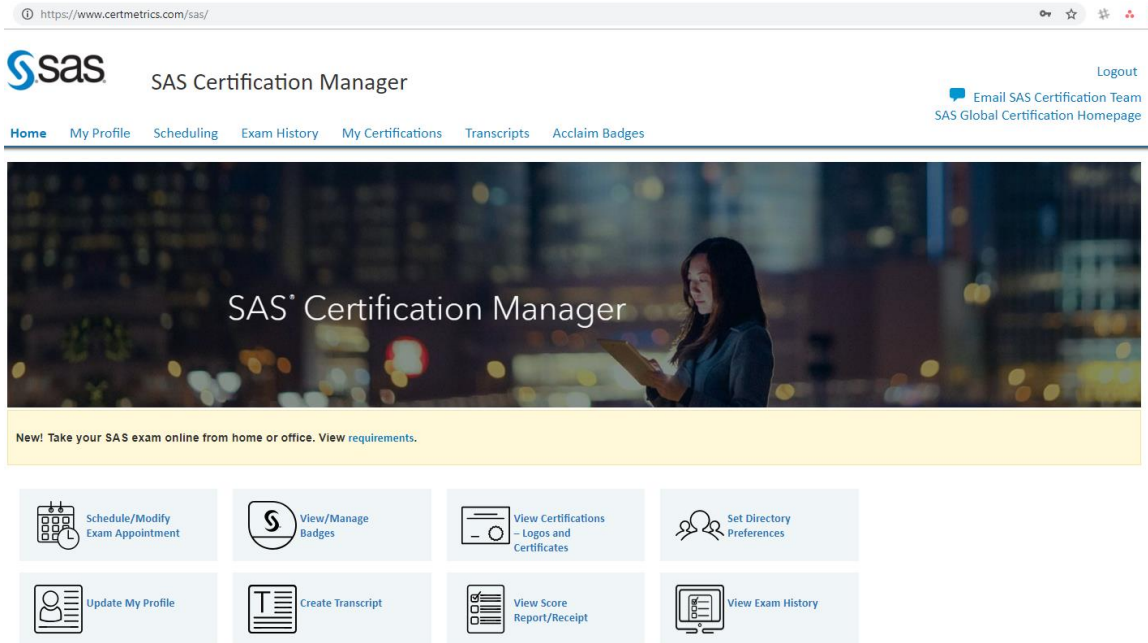 https://www.certmetrics.com/sas/
sas
SAS Certification Manager
Logout
Email SAS Certification Team
SAS Global Certification Homepage
Home My Profile Scheduling Exam History My Certifications Transcripts Acclaim Badges
SAS® Certification Manager
New! Take your SAS exam online from home or office. View requirements.
Schedule/Modify
Exam Appointment
View/Manage
Badges
View Certifications
– Logos and
Certificates
Set Directory
Preferences
Update My Profile
Create Transcript
View Score
Report/Receipt
View Exam History